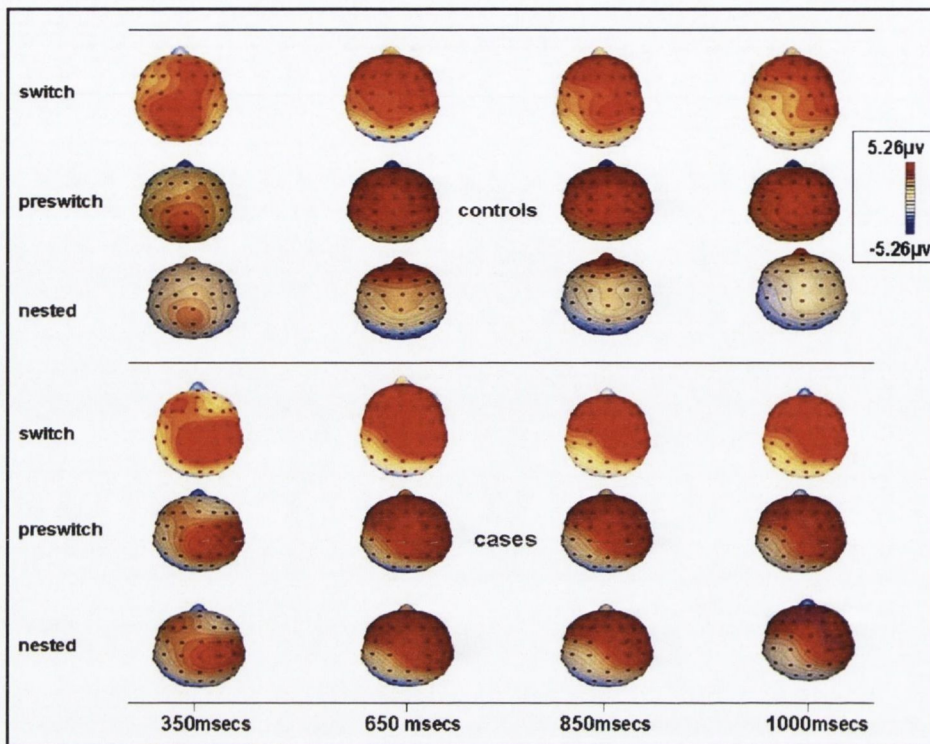 switch
5.26µv
preswitch
controls
-5.26µv
nested
switch
preswitch
cases
nested
350msecs
650 msecs
850msecs
1000msecs